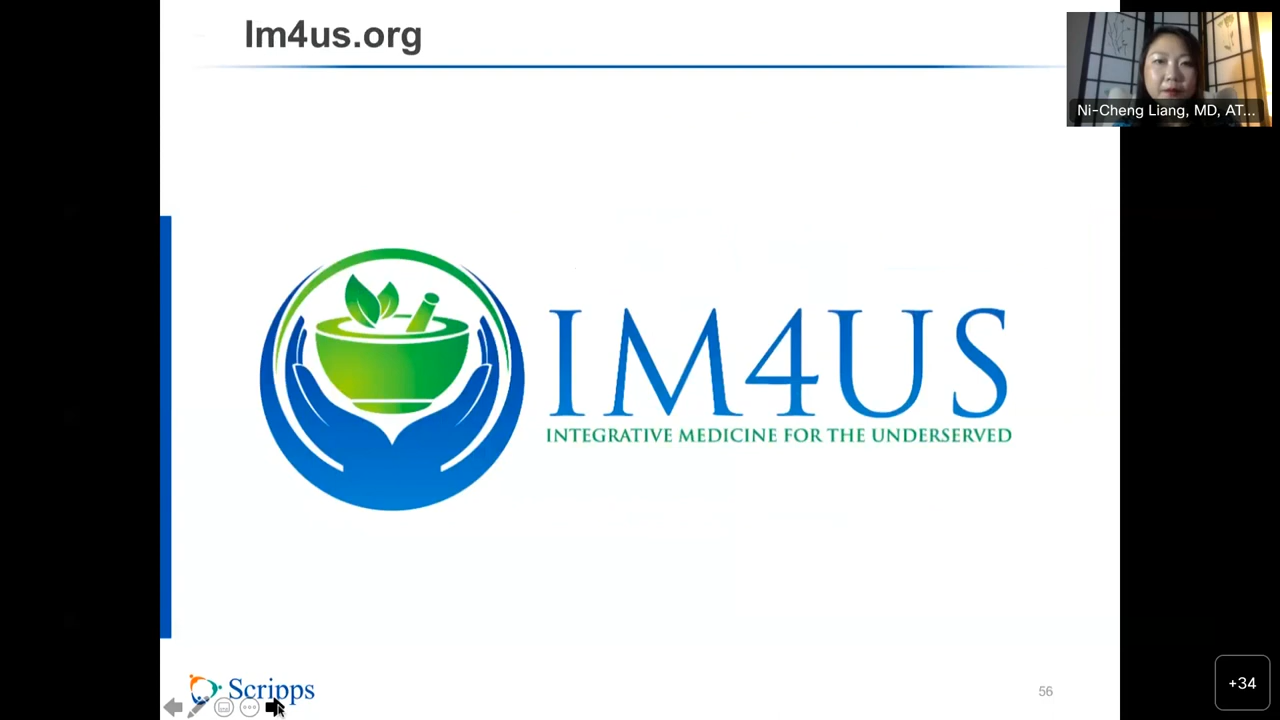 Im4us.org
Ni-Cheng Liang, MD, AT...
IM4US
INTEGRATIVE MEDICINE FOR THE UNDERSERVED
Scripps
56
+34